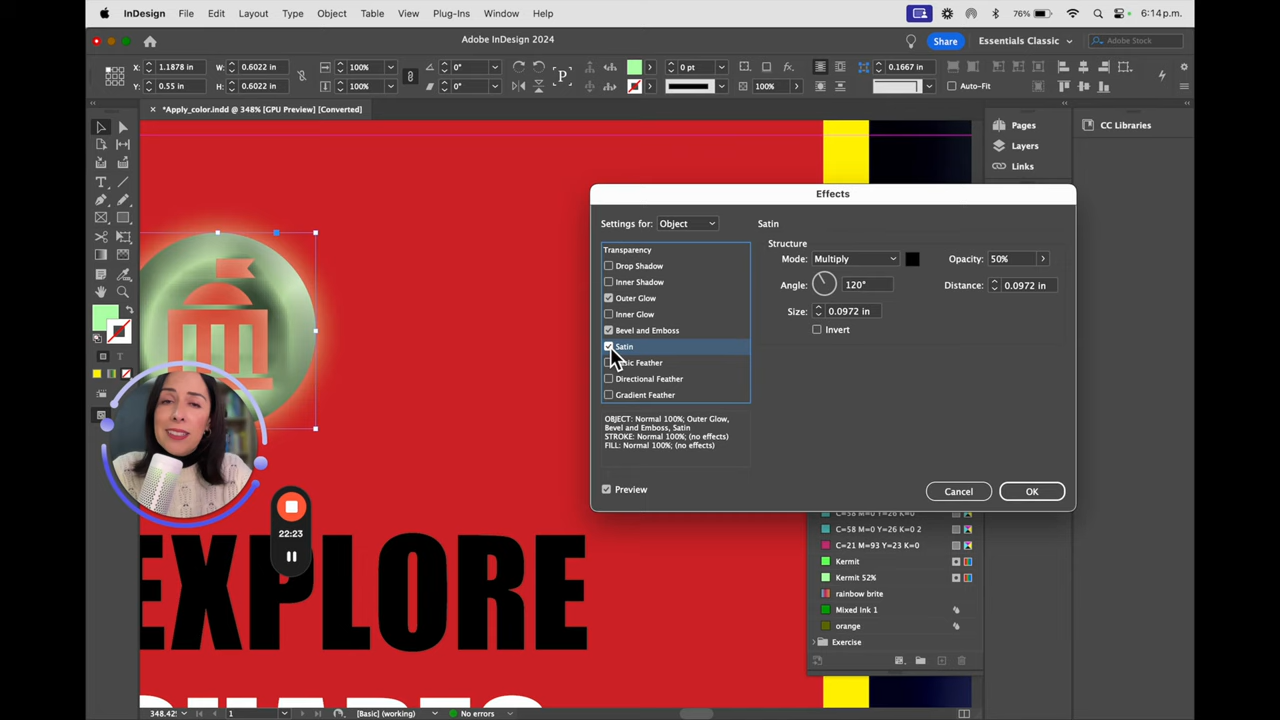 InDesign File Edit Layout Type Object Table View Plug-Ins Window Help 76% 6:14 p.m.
Adobe InDesign 2024 Share Essentials Classic Adobe Stock
X: 1.1878 in W: 0.6022 in 100% 0° P 0 pt fx. 0.1667 in
Y: 0.55 in H: 0.6022 in 100% 0° 100% Auto-Fit
× *Apply_color.indd @ 348% [GPU Preview] [Converted]
Pages
Layers
Links
CC Libraries
Effects
Settings for: Object
Satin
Transparency
Drop Shadow
Inner Shadow
Outer Glow
Inner Glow
Bevel and Emboss
Satin
sic Feather
Directional Feather
Gradient Feather
Structure
Mode: Multiply Opacity: 50%
Angle: 120° Distance: 0.0972 in
Size: 0.0972 in
Invert
OBJECT: Normal 100%; Outer Glow,
Bevel and Emboss, Satin
STROKE: Normal 100%; (no effects)
FILL: Normal 100%; (no effects)
Preview
Cancel OK
C=58 M=0 Y=26 K=0
C=58 M=0 Y=26 K=0 2
C=21 M=93 Y=23 K=0
Kermit
Kermit 52%
rainbow brite
Mixed Ink 1
orange
Exercise
22:23
EXPLORE
348.42% 1 [Basic] (working) No errors